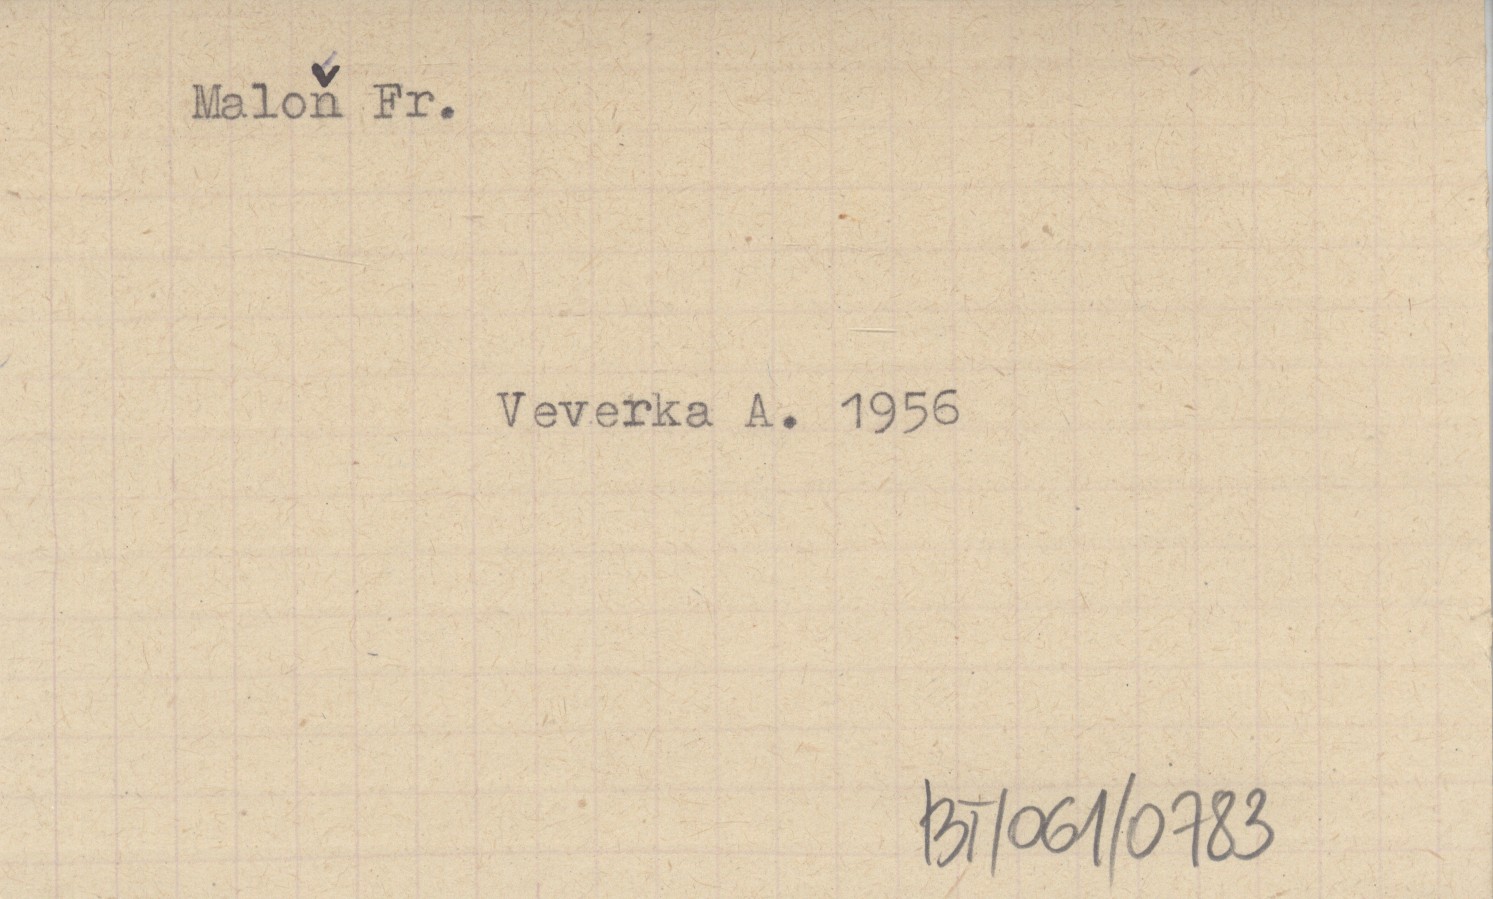 Maloň Fr.
Veverka A. 1956
BT/061/0783